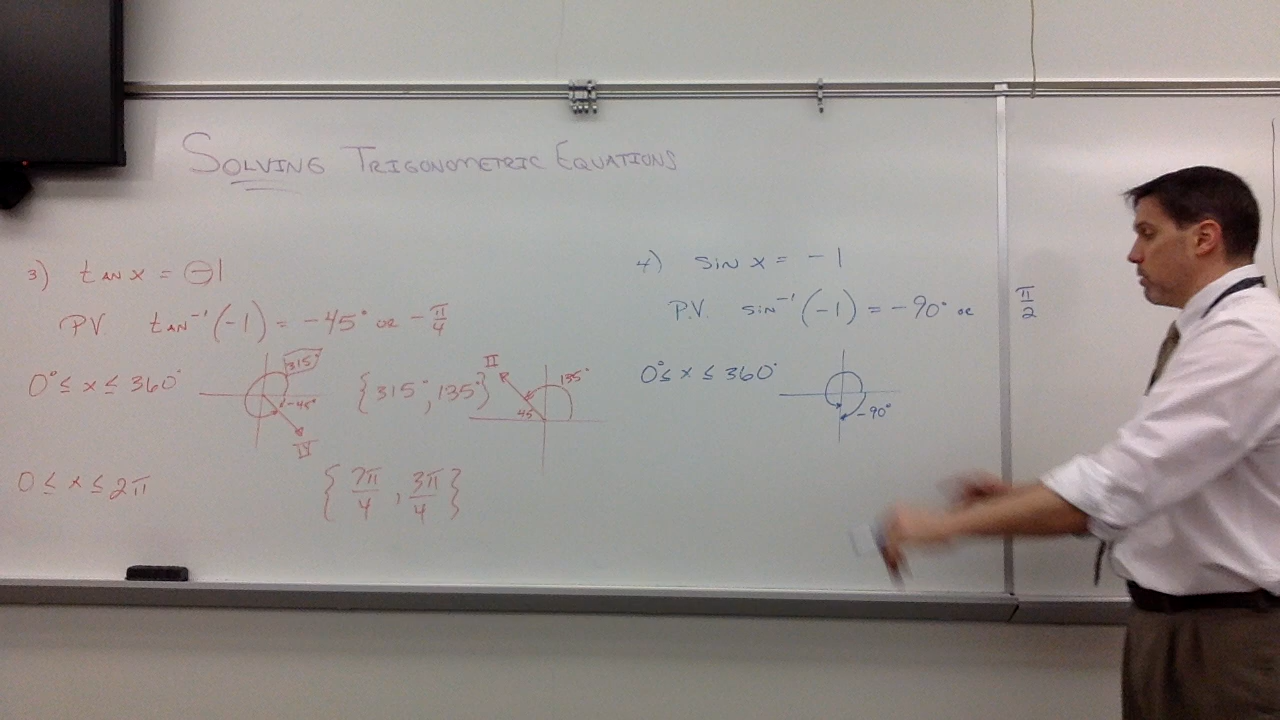 SOLVING TRIGONOMETRIC EQUATIONS
3) tan x = -1
P.V. tan⁻¹(-1) = -45° or -π/4
0° ≤ x ≤ 360°
315°
-45°
IV
{315°, 135°}
II
135°
45
0 ≤ x ≤ 2π
{7π/4, 3π/4}
4) sin x = -1
P.V. sin⁻¹(-1) = -90° or π/2
0° ≤ x ≤ 360°
-90°